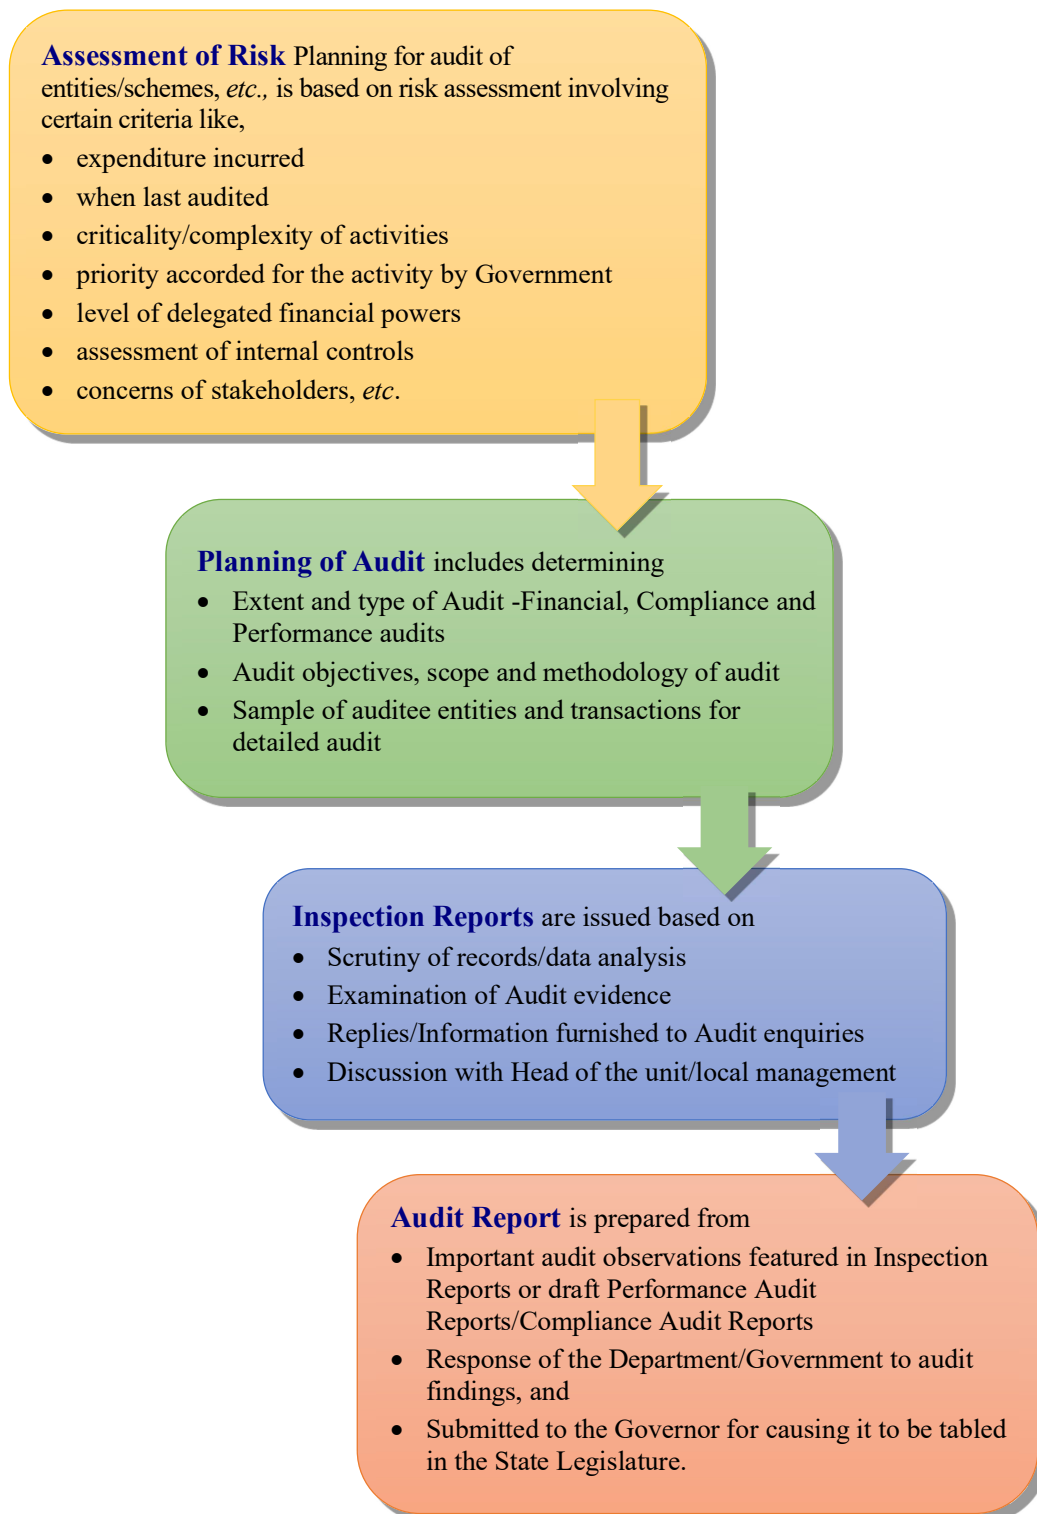 Assessment of Risk Planning for audit of
entities/schemes, etc., is based on risk assessment involving
certain criteria like,
• expenditure incurred
• when last audited
• criticality/complexity of activities
• priority accorded for the activity by Government
• level of delegated financial powers
• assessment of internal controls
• concerns of stakeholders, etc.
Planning of Audit includes determining
• Extent and type of Audit -Financial, Compliance and
Performance audits
• Audit objectives, scope and methodology of audit
• Sample of auditee entities and transactions for
detailed audit
Inspection Reports are issued based on
• Scrutiny of records/data analysis
• Examination of Audit evidence
• Replies/Information furnished to Audit enquiries
• Discussion with Head of the unit/local management
Audit Report is prepared from
• Important audit observations featured in Inspection
Reports or draft Performance Audit
Reports/Compliance Audit Reports
• Response of the Department/Government to audit
findings, and
• Submitted to the Governor for causing it to be tabled
in the State Legislature.